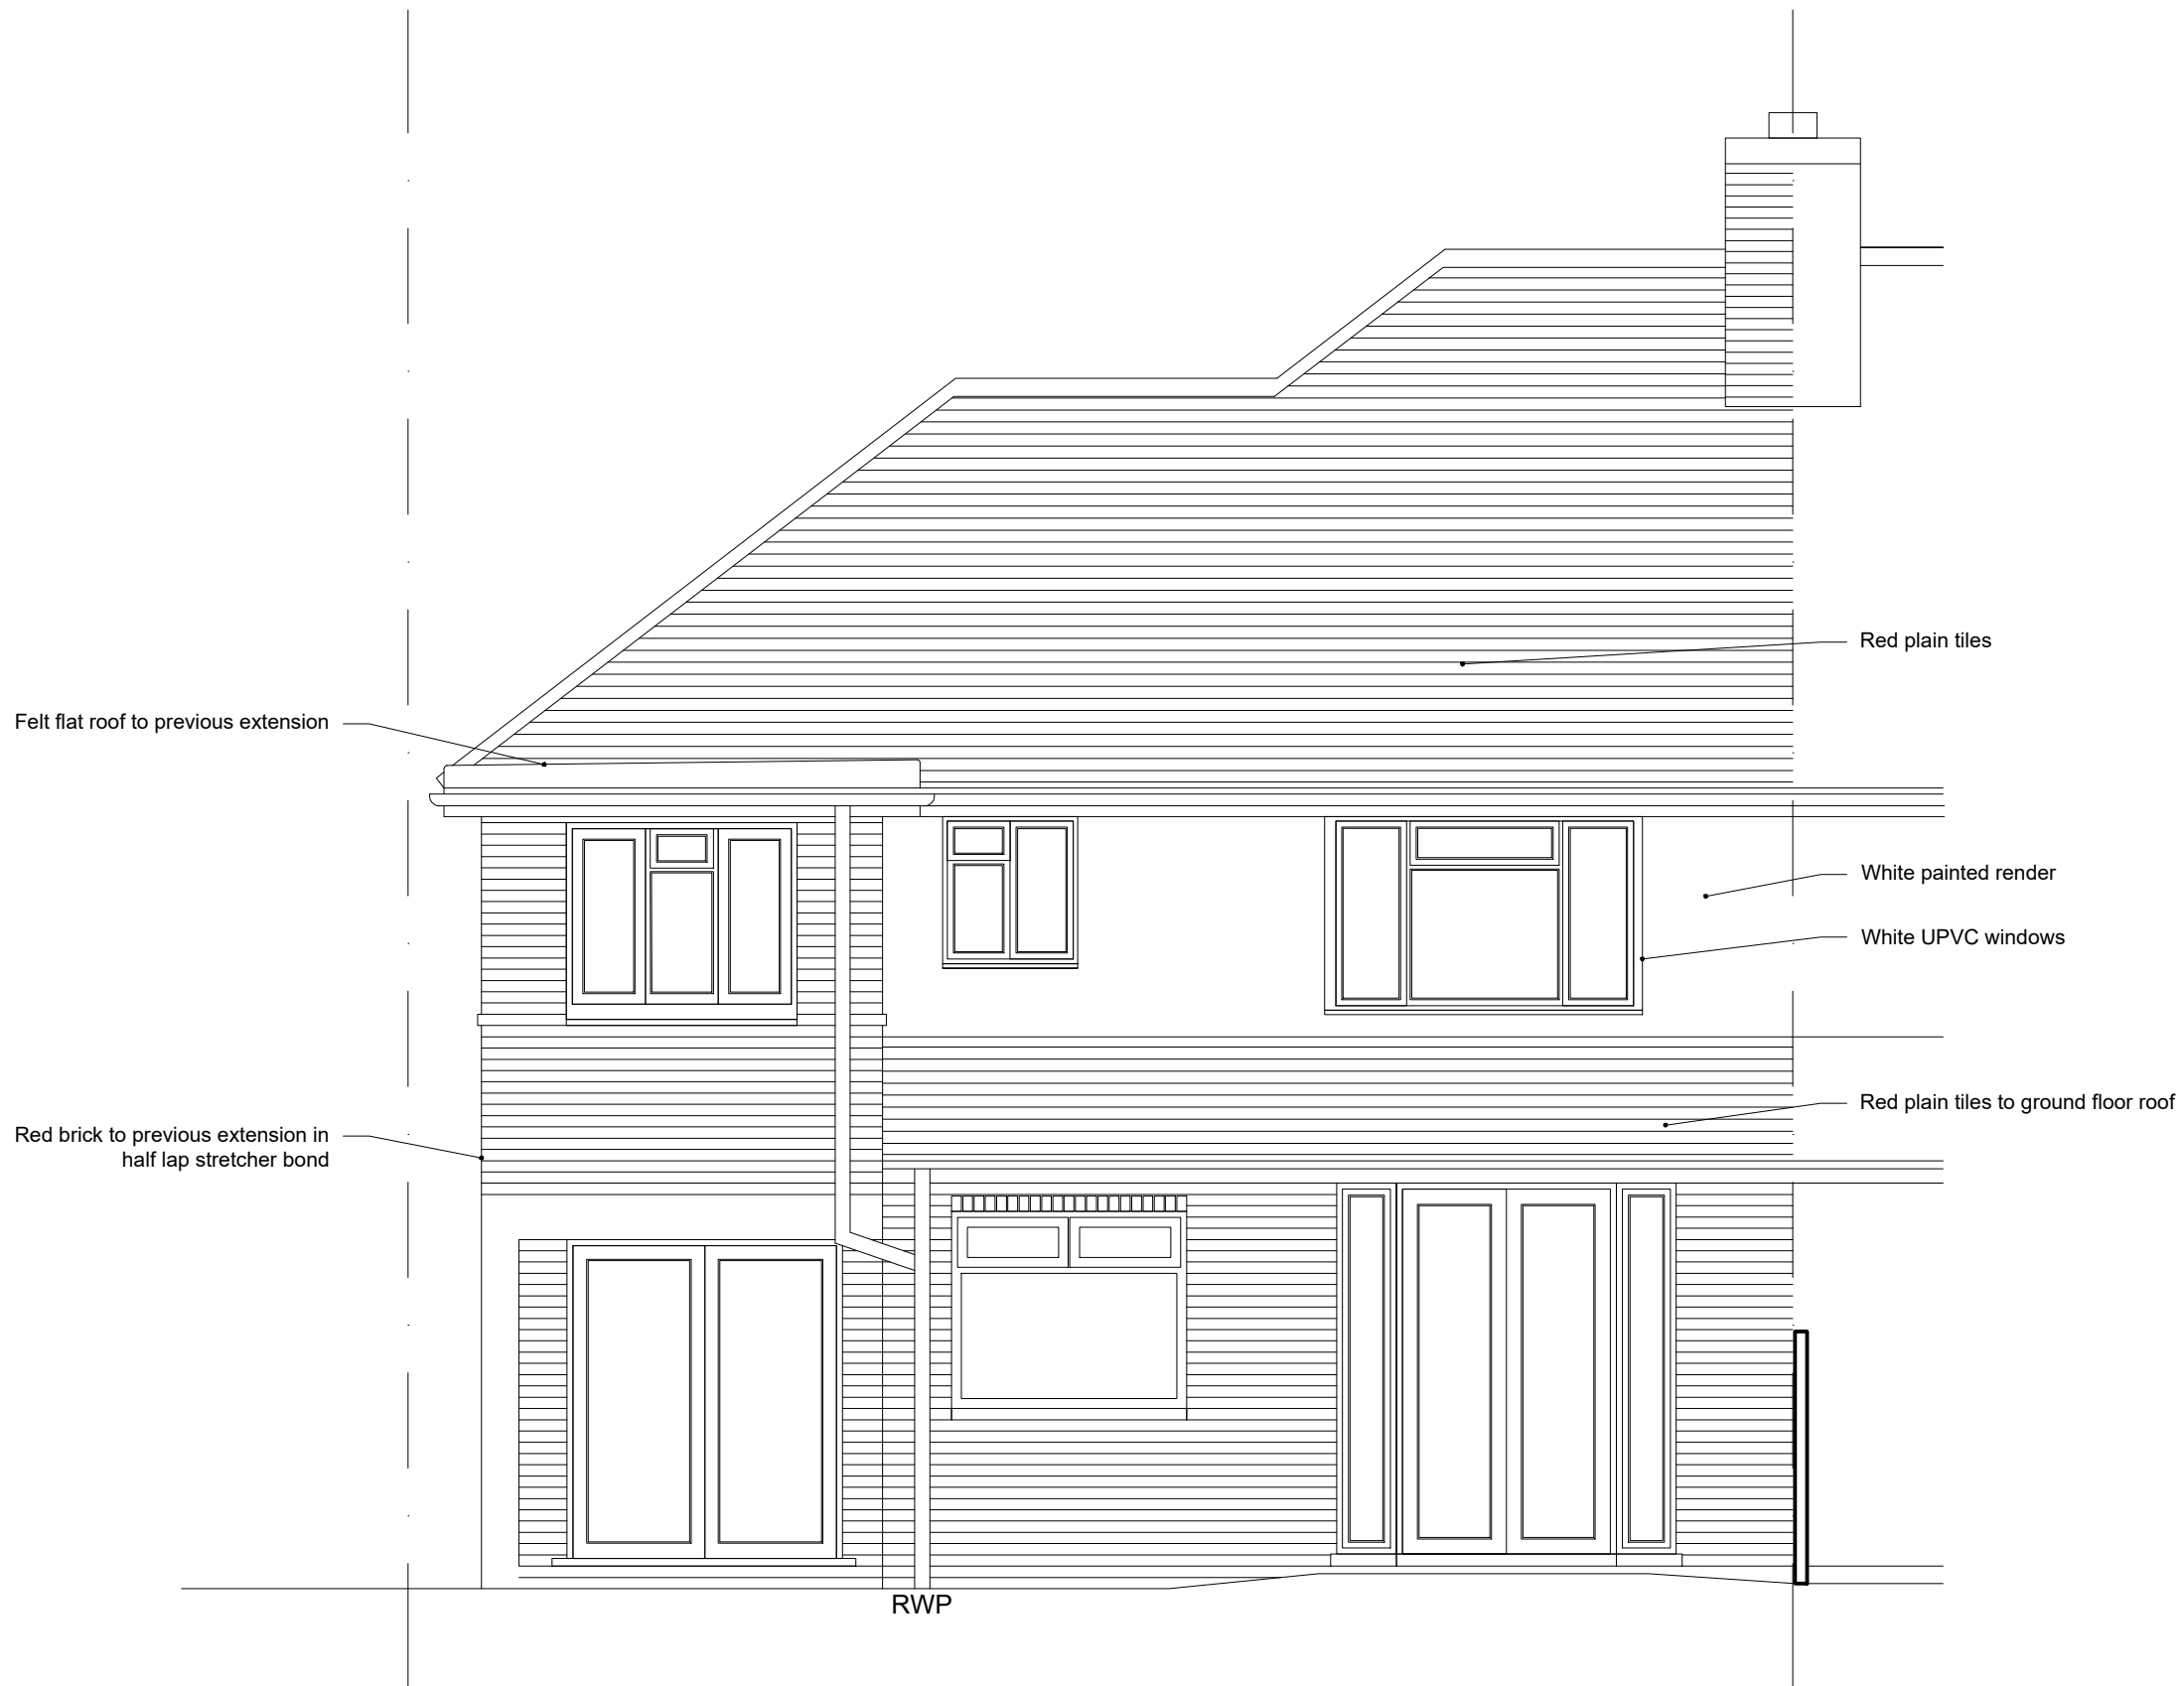 Red plain tiles
Felt flat roof to previous extension
White painted render
White UPVC windows
Red plain tiles to ground floor roof
Red brick to previous extension in
half lap stretcher bond
RWP